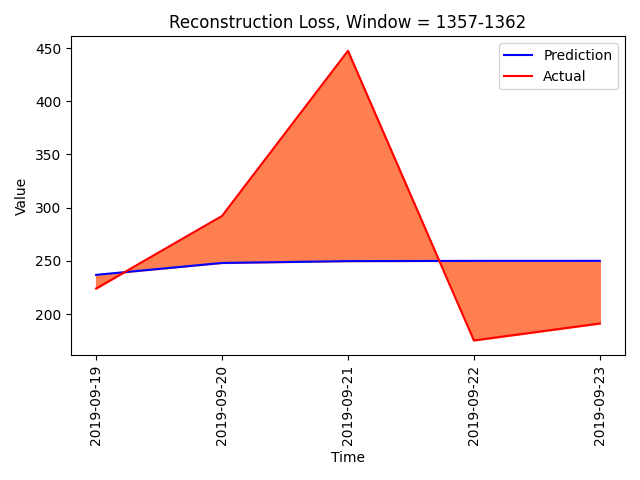 Reconstruction Loss, Window = 1357-1362
Prediction
Actual
Value
450
400
350
300
250
200
2019-09-19
2019-09-20
2019-09-21
2019-09-22
2019-09-23
Time